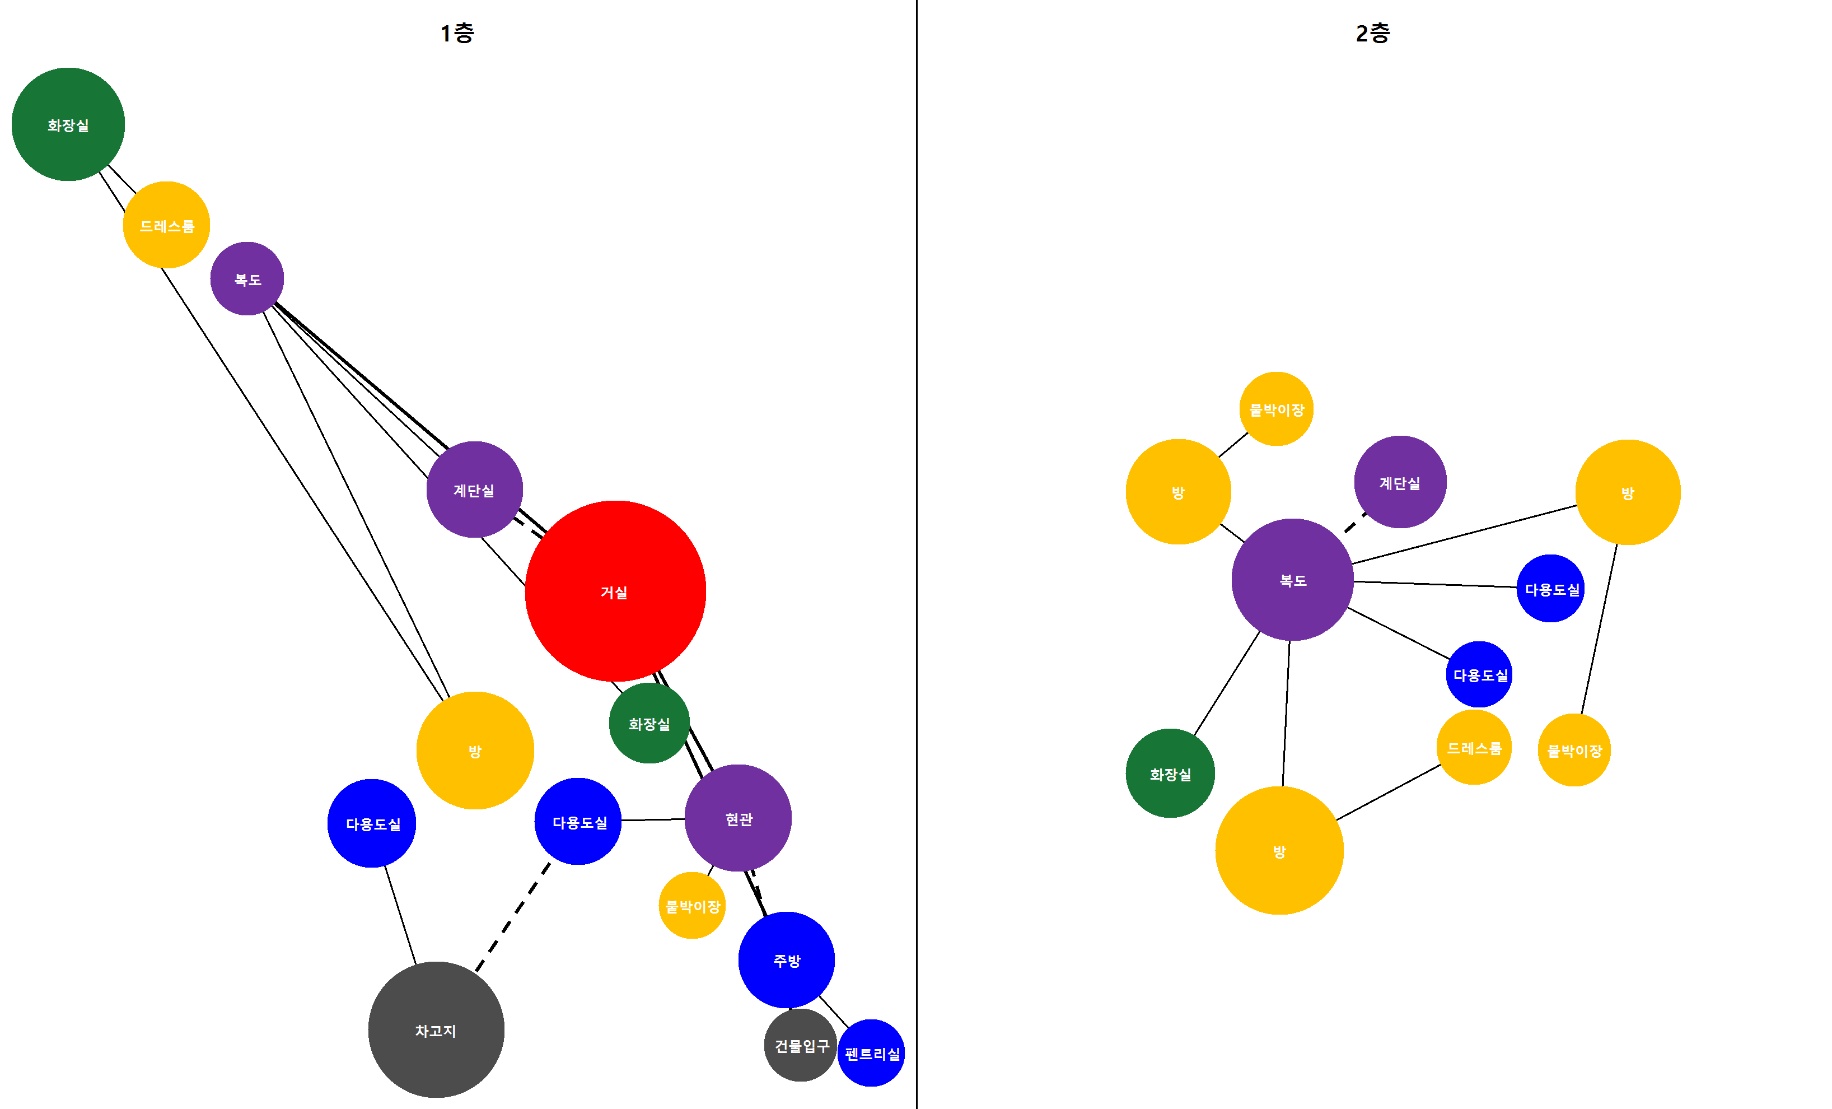 1층
화장실
드레스룸
복도
계단실
거실
화장실
방
다용도실
다용도실
현관
붙박이장
주방
차고지
건물입구
펜트리실
2층
붙박이장
방
계단실
방
복도
다용도실
다용도실
드레스룸
붙박이장
화장실
방